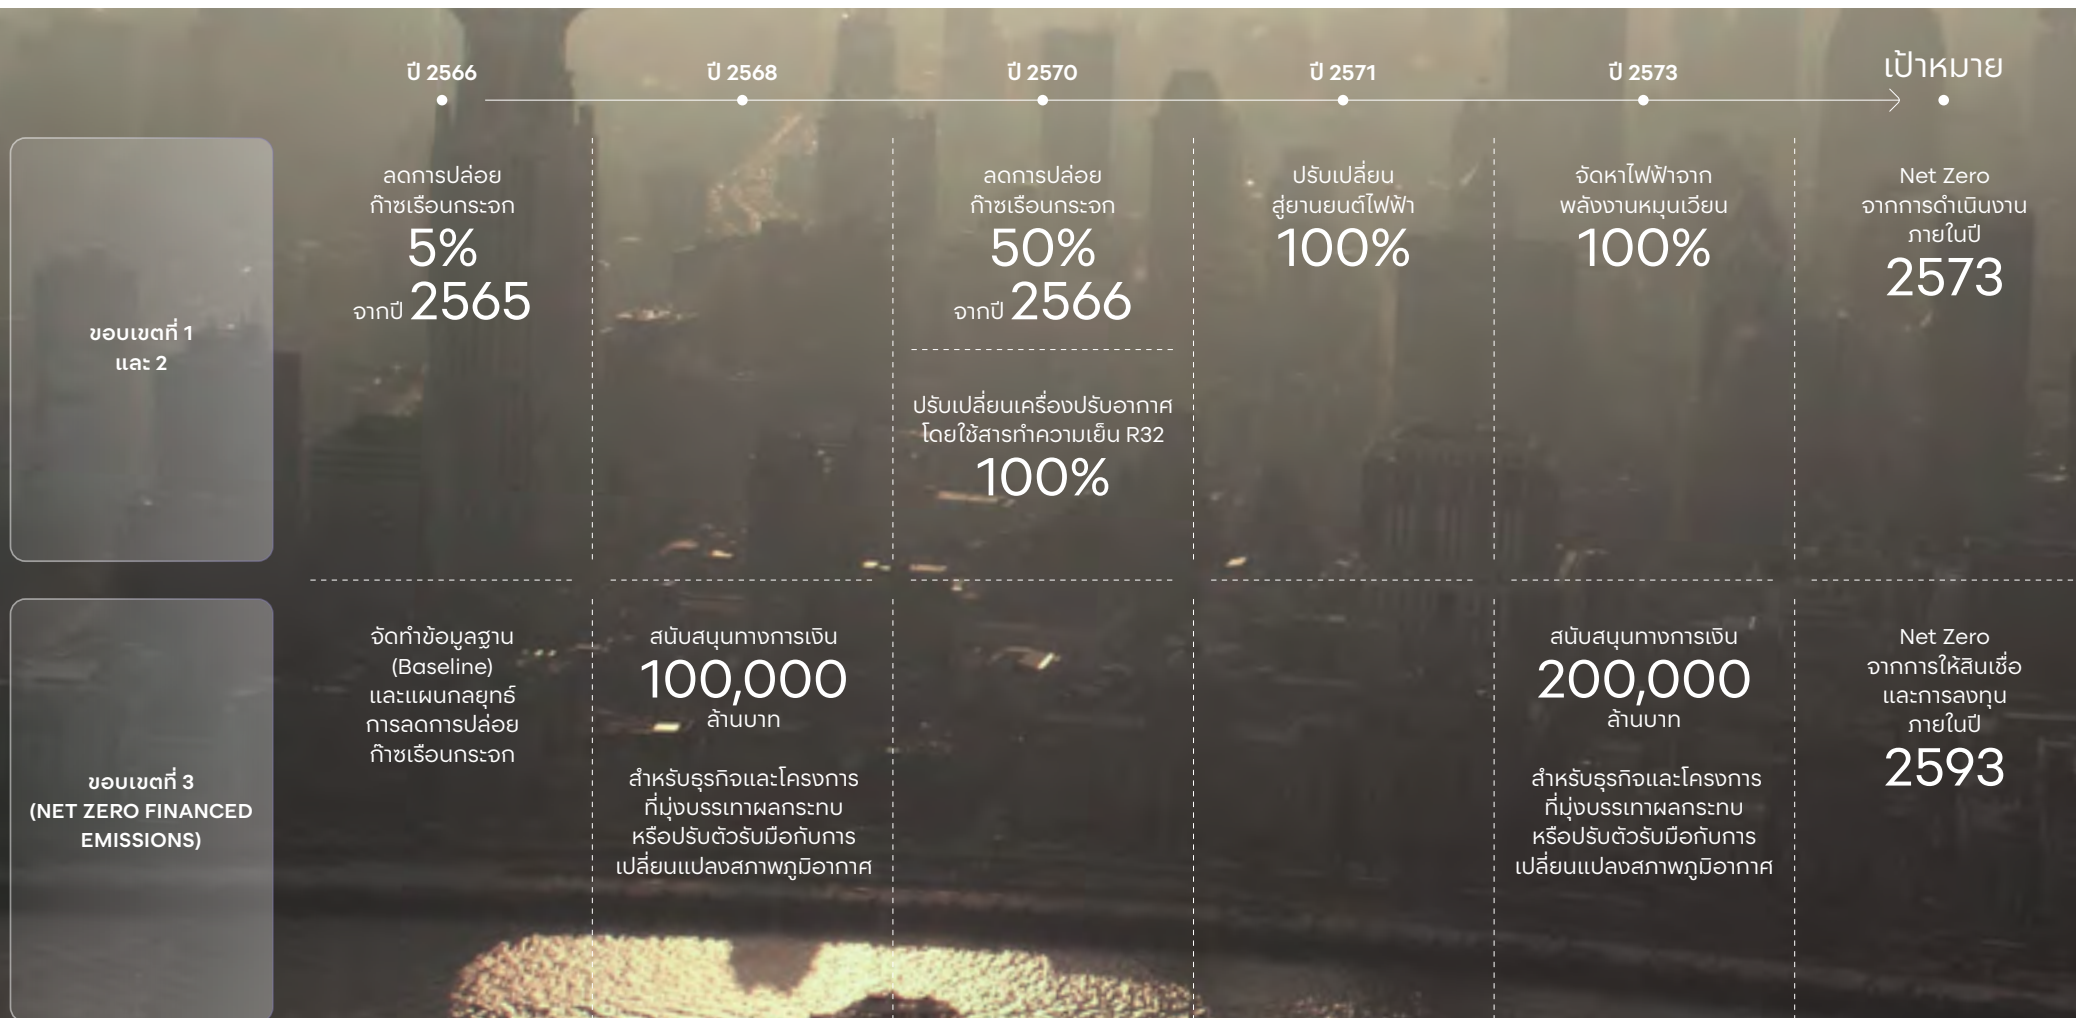 ปี 2566
ปี 2568
ปี 2570
ปี 2571
ปี 2573
เป้าหมาย
ขอบเขตที่ 1
และ 2
ลดการปล่อย
ก๊าซเรือนกระจก
5%
จากปี 2565
ลดการปล่อย
ก๊าซเรือนกระจก
50%
จากปี 2566
ปรับเปลี่ยนเครื่องปรับอากาศ
โดยใช้สารทำความเย็น R32
100%
ปรับเปลี่ยน
สู่ยานยนต์ไฟฟ้า
100%
จัดหาไฟฟ้าจาก
พลังงานหมุนเวียน
100%
Net Zero
จากการดำเนินงาน
ภายในปี
2573
ขอบเขตที่ 3
(NET ZERO FINANCED
EMISSIONS)
จัดทำข้อมูลฐาน
(Baseline)
และแผนกลยุทธ์
การลดการปล่อย
ก๊าซเรือนกระจก
สนับสนุนทางการเงิน
100,000
ล้านบาท
สำหรับธุรกิจและโครงการ
ที่มุ่งบรรเทาผลกระทบ
หรือปรับตัวรับมือกับการ
เปลี่ยนแปลงสภาพภูมิอากาศ
สนับสนุนทางการเงิน
200,000
ล้านบาท
สำหรับธุรกิจและโครงการ
ที่มุ่งบรรเทาผลกระทบ
หรือปรับตัวรับมือกับการ
เปลี่ยนแปลงสภาพภูมิอากาศ
Net Zero
จากการให้สินเชื่อ
และการลงทุน
ภายในปี
2593